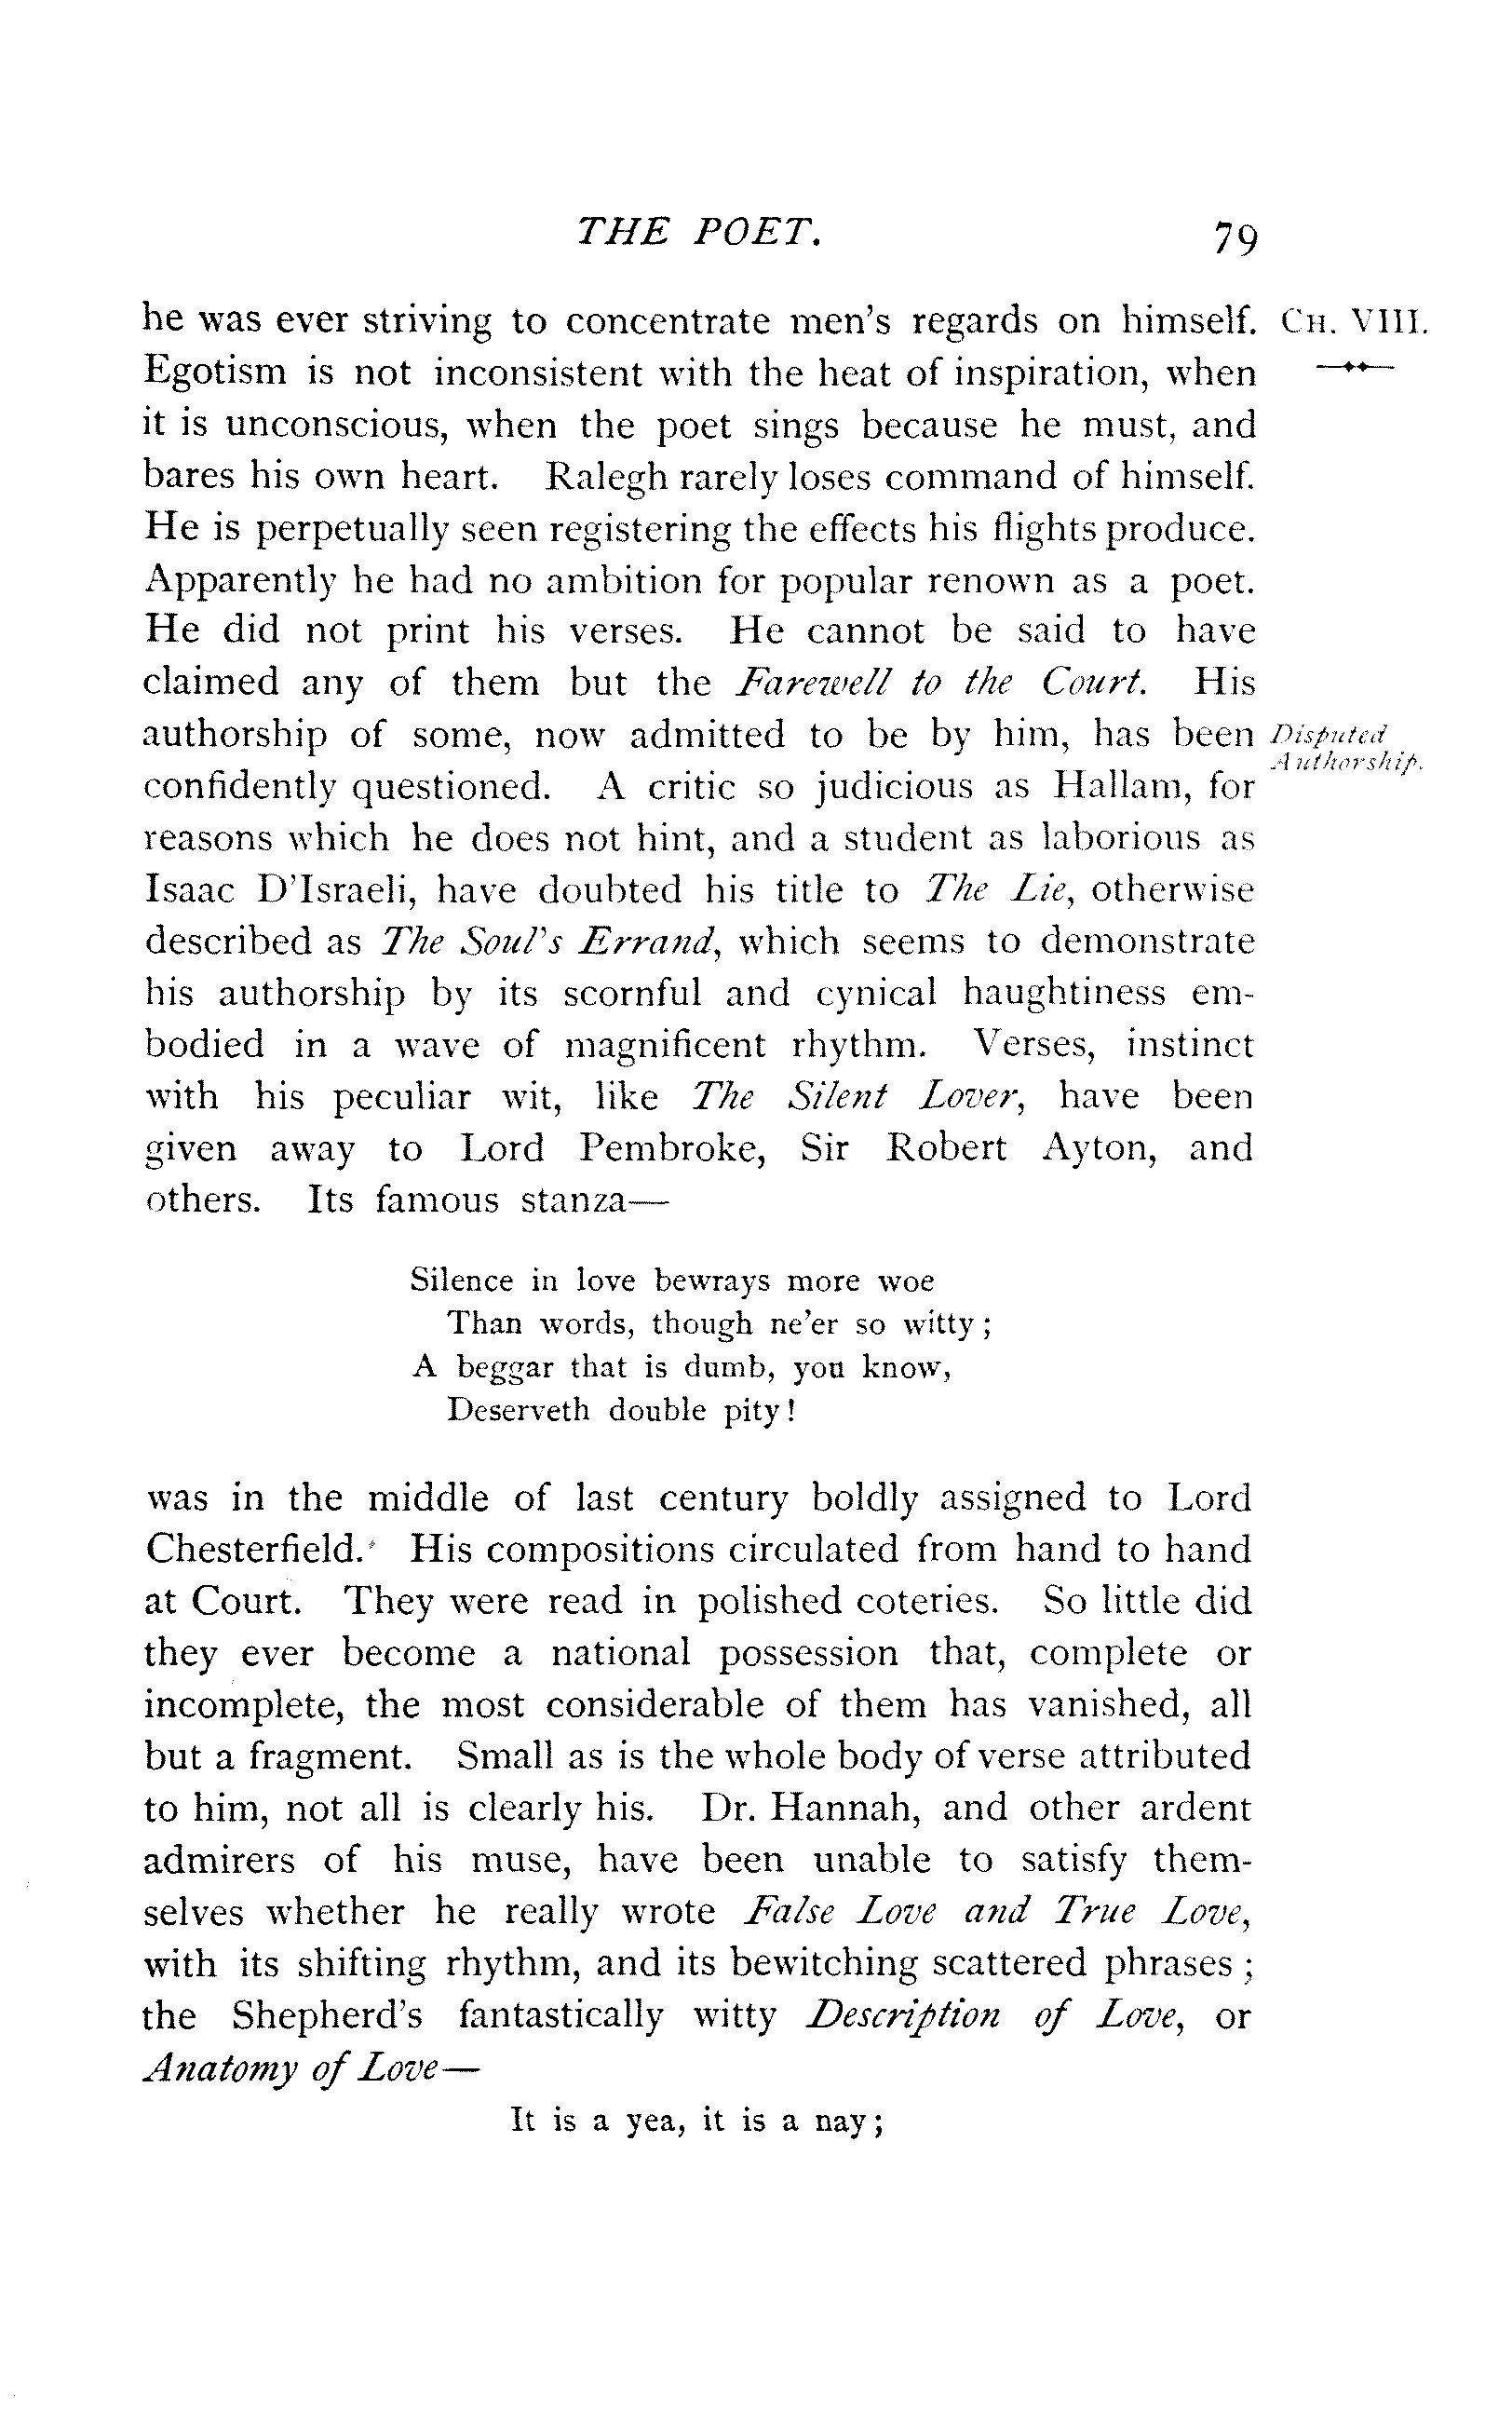 THE POET. 79
he was ever striving to concentrate men's regards on himself. CH. VIII.
Egotism is not inconsistent with the heat of inspiration, when
it is unconscious, when the poet sings because he must, and
bares his own heart. Ralegh rarely loses command of himself.
He is perpetually seen registering the effects his flights produce.
Apparently he had no ambition for popular renown as a poet.
He did not print his verses. He cannot be said to have
claimed any of them but the Farewell to the Court. His
authorship of some, now admitted to be by him, has been
Disputed
Authorship.
confidently questioned. A critic so judicious as Hallam, for
reasons which he does not hint, and a student as laborious as
Isaac D'Israeli, have doubted his title to The Lie, otherwise
described as The Soul's Errand, which seems to demonstrate
his authorship by its scornful and cynical haughtiness em-
bodied in a wave of magnificent rhythm. Verses, instinct
with his peculiar wit, like The Silent Lover, have been
given away to Lord Pembroke, Sir Robert Ayton, and
others. Its famous stanza—
Silence in love bewrays more woe
Than words, though ne'er so witty;
A beggar that is dumb, you know,
Deserveth double pity!
was in the middle of last century boldly assigned to Lord
Chesterfield. His compositions circulated from hand to hand
at Court. They were read in polished coteries. So little did
they ever become a national possession that, complete or
incomplete, the most considerable of them has vanished, all
but a fragment. Small as is the whole body of verse attributed
to him, not all is clearly his. Dr. Hannah, and other ardent
admirers of his muse, have been unable to satisfy them-
selves whether he really wrote False Love and True Love,
with its shifting rhythm, and its bewitching scattered phrases;
the Shepherd's fantastically witty Description of Love, or
Anatomy of Love—
It is a yea, it is a nay;